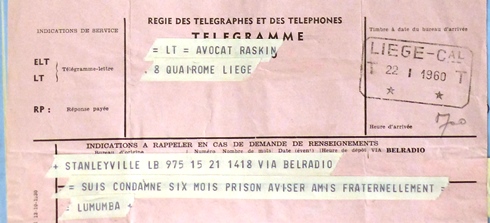 REGIE DES TELEGRAPHES ET DES TELEPHONES
INDICATIONS DE SERVICE
TELEGRAMME
Timbre à date du bureau d'arrivée
= LT = AVOCAT RASKIN
8 QUAIROME LIEGE
ELT
LT
Télégramme-lettre
RP : Réponse payée
LIEGE-CAL
T 22 1 1960 T
* *
Heure d'arrivée
INDICATIONS A RAPPELER EN CAS DE DEMANDE DE RENSEIGNEMENTS
Bureau d'origine Numéro Nombre de mots Date (éven') (Heure de dépôt VIA BELRADIO
+ STANLEYVILLE LB 975 15 21 1418 VIA BELRADIO
= SUIS CONDAMNE SIX MOIS PRISON AVISER AMIS FRATERNELLEMENT =
= LUMUMBA +